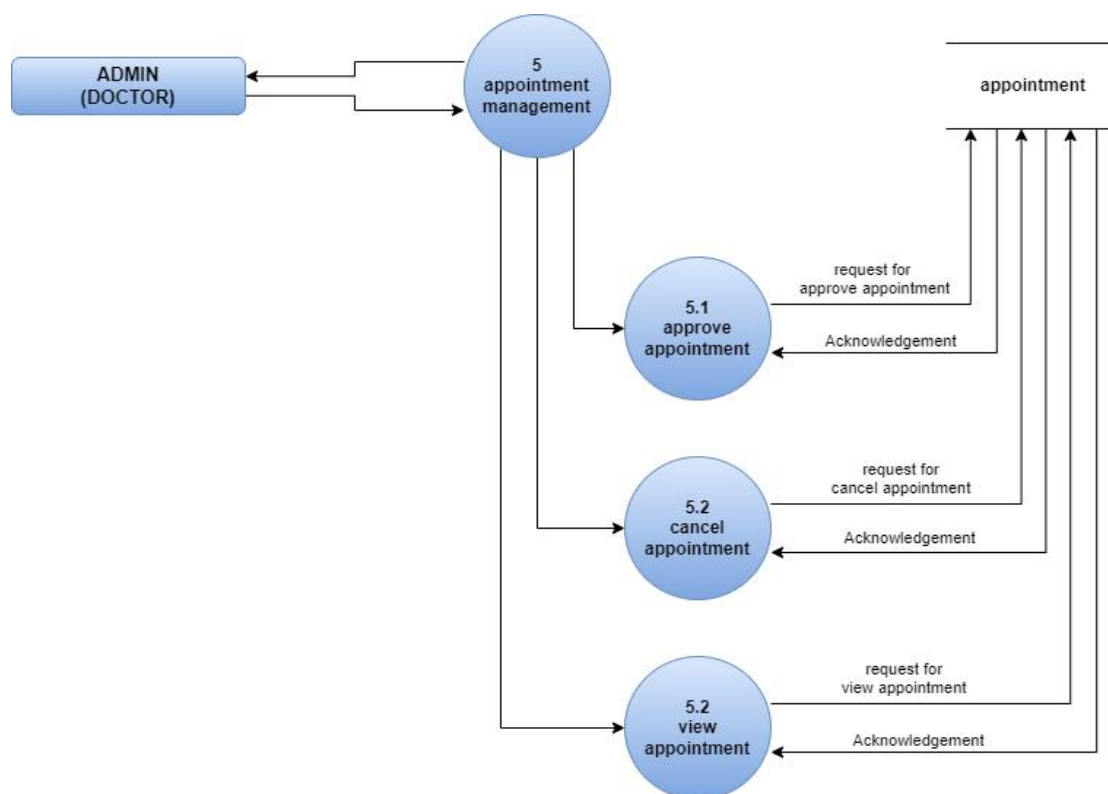 ADMIN
(DOCTOR)
5
appointment
management
appointment
5.1
approve
appointment
request for
approve appointment
Acknowledgement
5.2
cancel
appointment
request for
cancel appointment
Acknowledgement
5.2
view
appointment
request for
view appointment
Acknowledgement